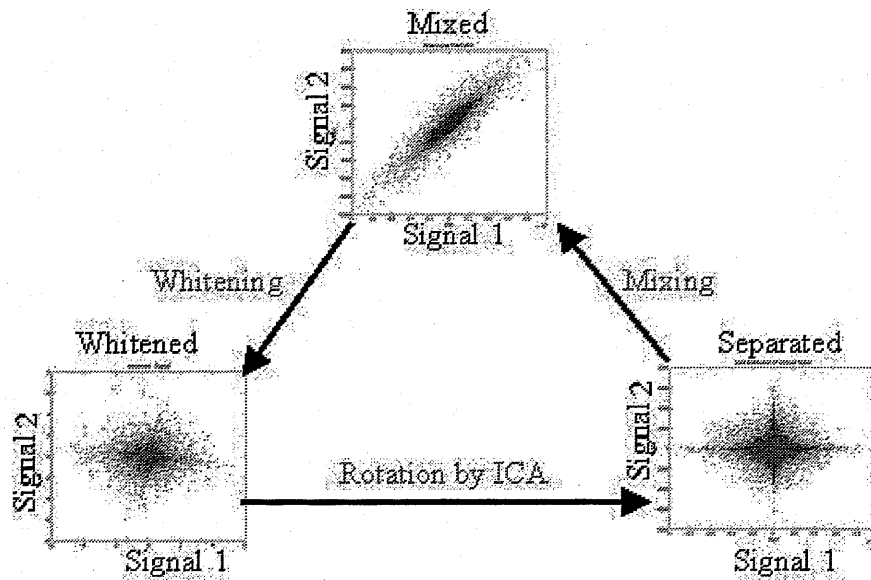 Mixed
Signal 2
Signal 1
Whitening
Mixing
Whitened
Separated
Signal 2
Signal 2
Rotation by ICA
Signal 1
Signal 1